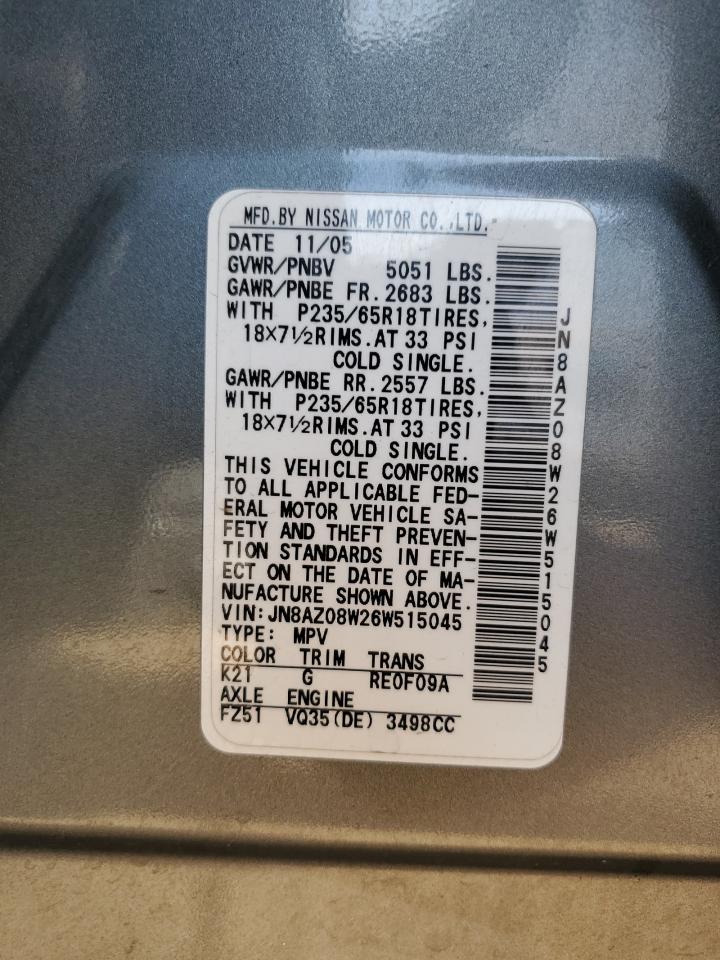 MFD.BY NISSAN MOTOR CO.,LTD.
DATE 11/05
GVWR/PNBV 5051 LBS.
GAWR/PNBE FR.2683 LBS.
WITH P235/65R18TIRES,
18×7½RIMS.AT 33 PSI
COLD SINGLE.
GAWR/PNBE RR.2557 LBS.
WITH P235/65R18TIRES,
18×7½RIMS.AT 33 PSI
COLD SINGLE.
THIS VEHICLE CONFORMS
TO ALL APPLICABLE FED-
ERAL MOTOR VEHICLE SA-
FETY AND THEFT PREVEN-
TION STANDARDS IN EFF-
ECT ON THE DATE OF MA-
NUFACTURE SHOWN ABOVE.
VIN:JN8AZ08W26W515045
TYPE: MPV
COLOR TRIM TRANS
K21 G RE0F09A
AXLE ENGINE
FZ51 VQ35(DE) 3498CC
JN8AZ08W26W515045